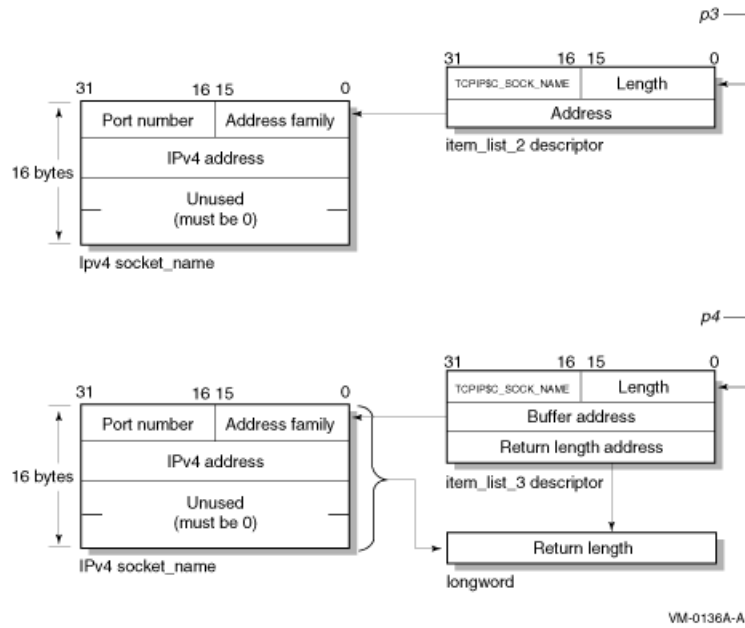 p3
31 16 15 0
TCPIP$C_SOCK_NAME Length
Address
item_list_2 descriptor
31 16 15 0
Port number Address family
IPv4 address
Unused
(must be 0)
16 bytes
Ipv4 socket_name
p4
31 16 15 0
TCPIP$C_SOCK_NAME Length
Buffer address
Return length address
item_list_3 descriptor
31 16 15 0
Port number Address family
IPv4 address
Unused
(must be 0)
16 bytes
IPv4 socket_name
Return length
longword
VM-0136A-A